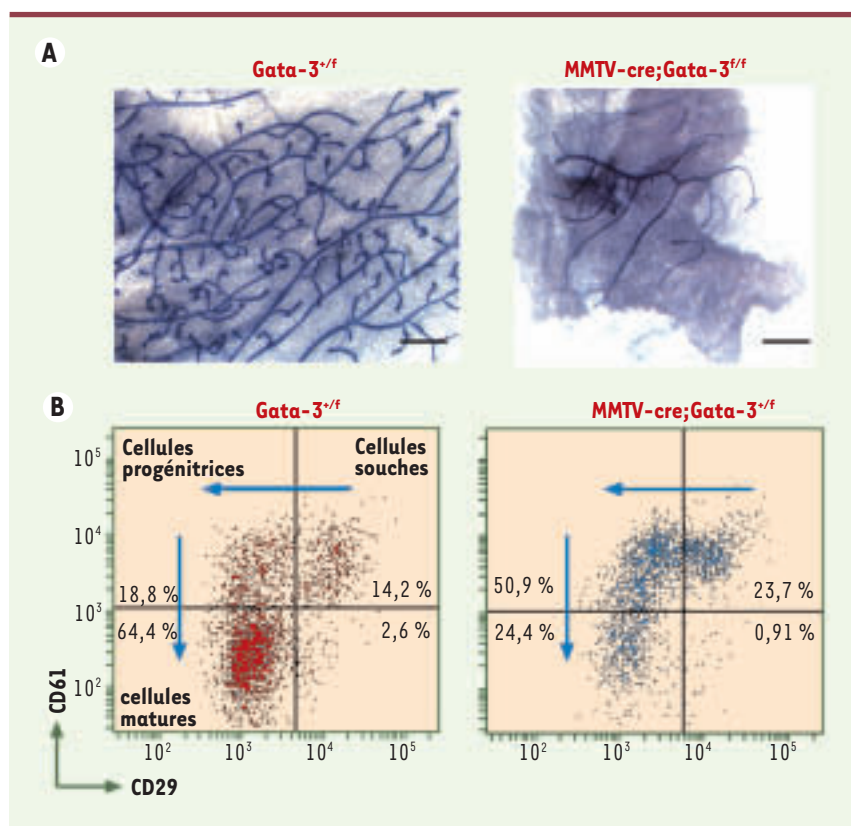 A
Gata-3+/f
MMTV-cre;Gata-3f/f
B
Gata-3+/f
MMTV-cre;Gata-3+/f
Cellules
progénitrices
Cellules
souches
18,8 %
14,2 %
64,4 %
2,6 %
cellules
matures
50,9 %
23,7 %
24,4 %
0,91 %
10⁵
10⁴
10³
10²
CD61
10² 10³ 10⁴ 10⁵
10² 10³ 10⁴ 10⁵
CD29